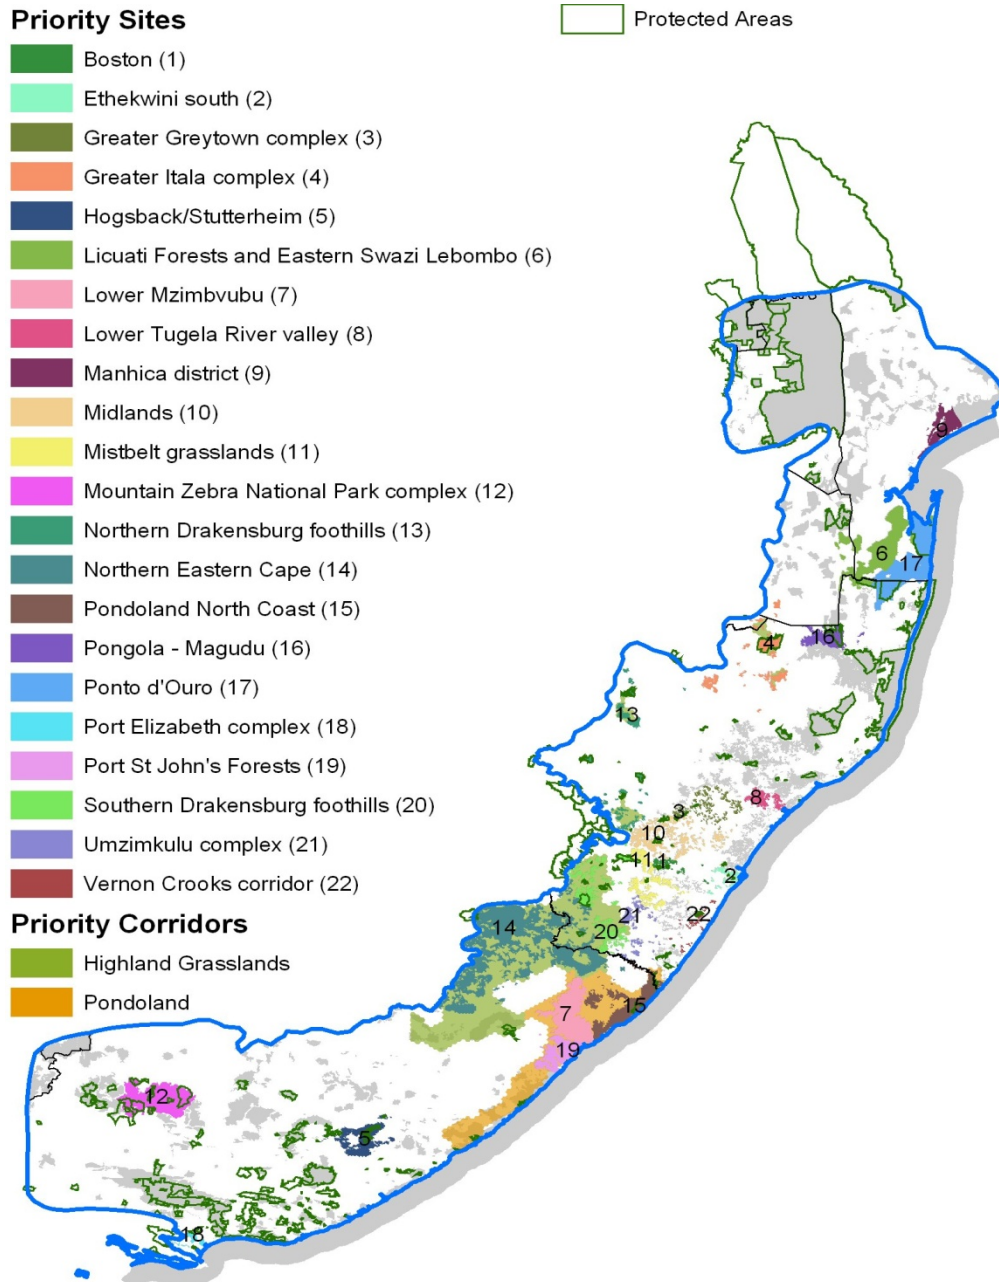 Priority Sites
Protected Areas
Boston (1)
Ethekwini south (2)
Greater Greytown complex (3)
Greater Itala complex (4)
Hogsback/Stutterheim (5)
Licuati Forests and Eastern Swazi Lebombo (6)
Lower Mzimbvubu (7)
Lower Tugela River valley (8)
Manhica district (9)
Midlands (10)
Mistbelt grasslands (11)
Mountain Zebra National Park complex (12)
Northern Drakensburg foothills (13)
Northern Eastern Cape (14)
Pondoland North Coast (15)
Pongola - Magudu (16)
Ponto d'Ouro (17)
Port Elizabeth complex (18)
Port St John's Forests (19)
Southern Drakensburg foothills (20)
Umzimkulu complex (21)
Vernon Crooks corridor (22)
Priority Corridors
Highland Grasslands
Pondoland
9
6
17
16
4
13
8
3
10
11 1
2
22
21
20
14
15
7
19
12
5
18